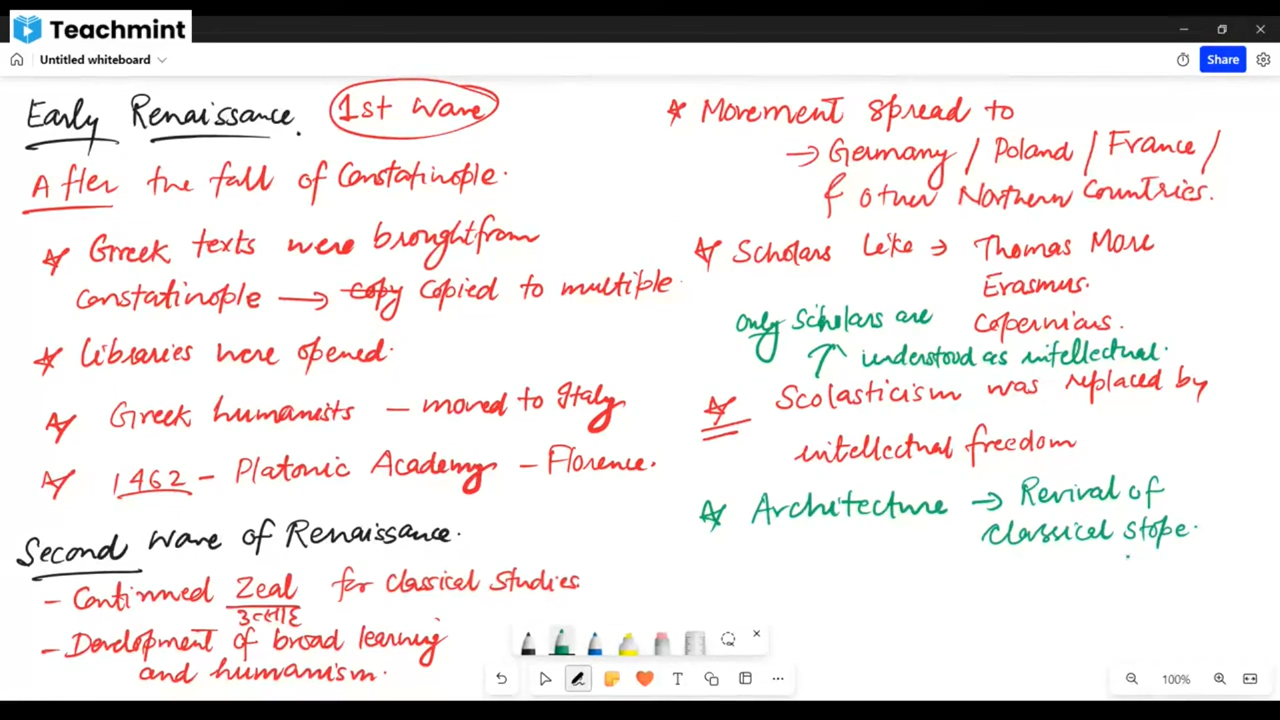 Teachmint
Untitled whiteboard
Share
Early Renaissance. 1st Wave
After the fall of Constatinople.
Greek texts were brought from
Constatinople → copy Copied to multiple.
libraries were opened.
Greek humanists - moved to Italy
1462 - Platonic Academy - Florence.
Second Wave of Renaissance.
- Continued Zeal for Classical Studies
उत्साह
- Development of broad learning
and humanism.
Movement spread to
→ Germany / Poland / France /
& other Northern Countries.
Scholars like → Thomas More
Erasmus.
Copernicus.
only Scholars are
understood as intellectual.
Scolasticism was replaced by
intellectual freedom
Architecture → Revival of
classical stope.
100%